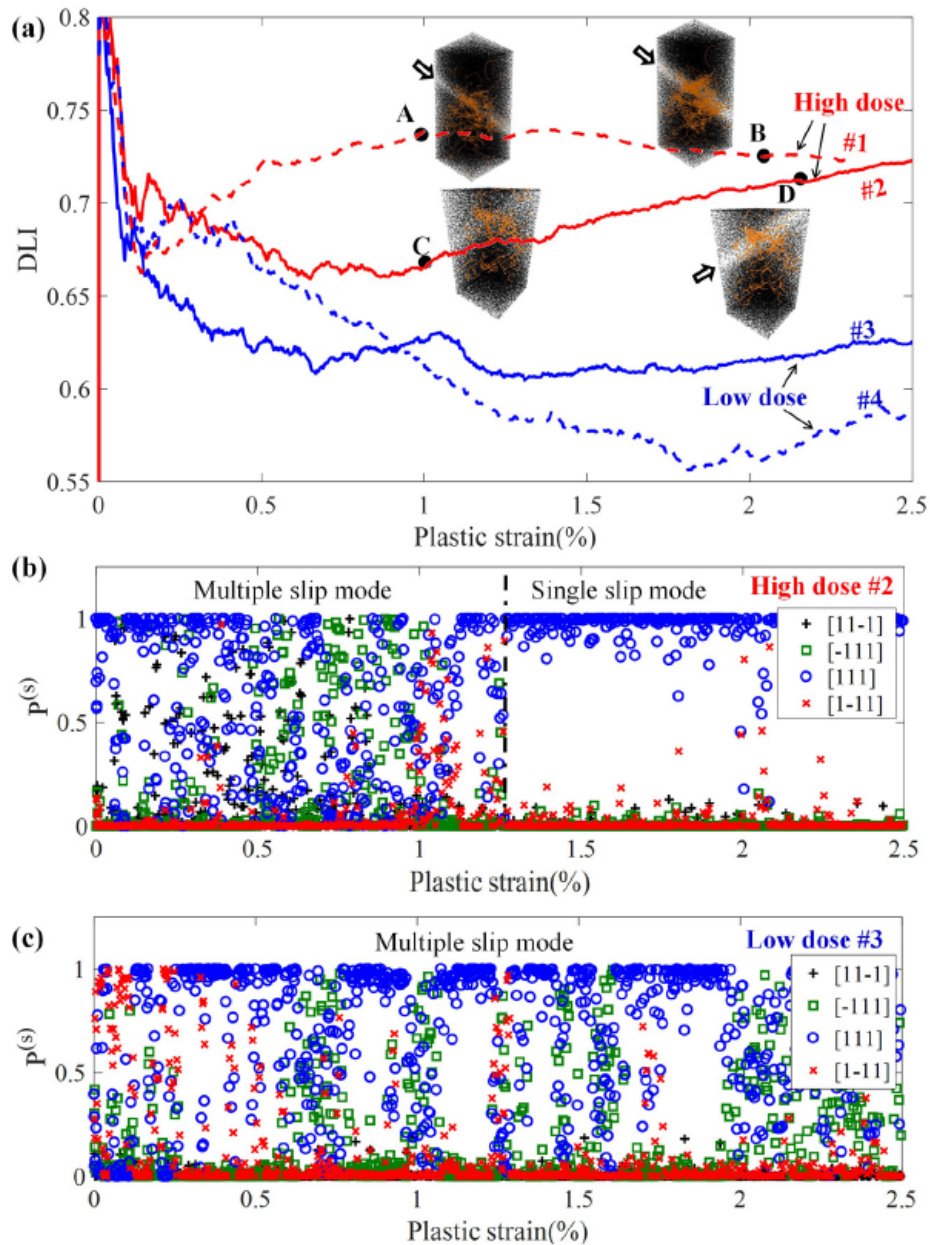 (a)
0.8
0.75
0.7
0.65
0.6
0.55
DLI
A
B
C
D
High dose
#1
#2
#3
Low dose
#4
0 0.5 1 1.5 2 2.5
Plastic strain(%)
(b)
Multiple slip mode
Single slip mode
High dose #2
1
0.5
0
P(s)
[11-1]
[-111]
[111]
[1-11]
0 0.5 1 1.5 2 2.5
Plastic strain(%)
(c)
Multiple slip mode
Low dose #3
1
0.5
0
P(s)
[11-1]
[-111]
[111]
[1-11]
0 0.5 1 1.5 2 2.5
Plastic strain(%)